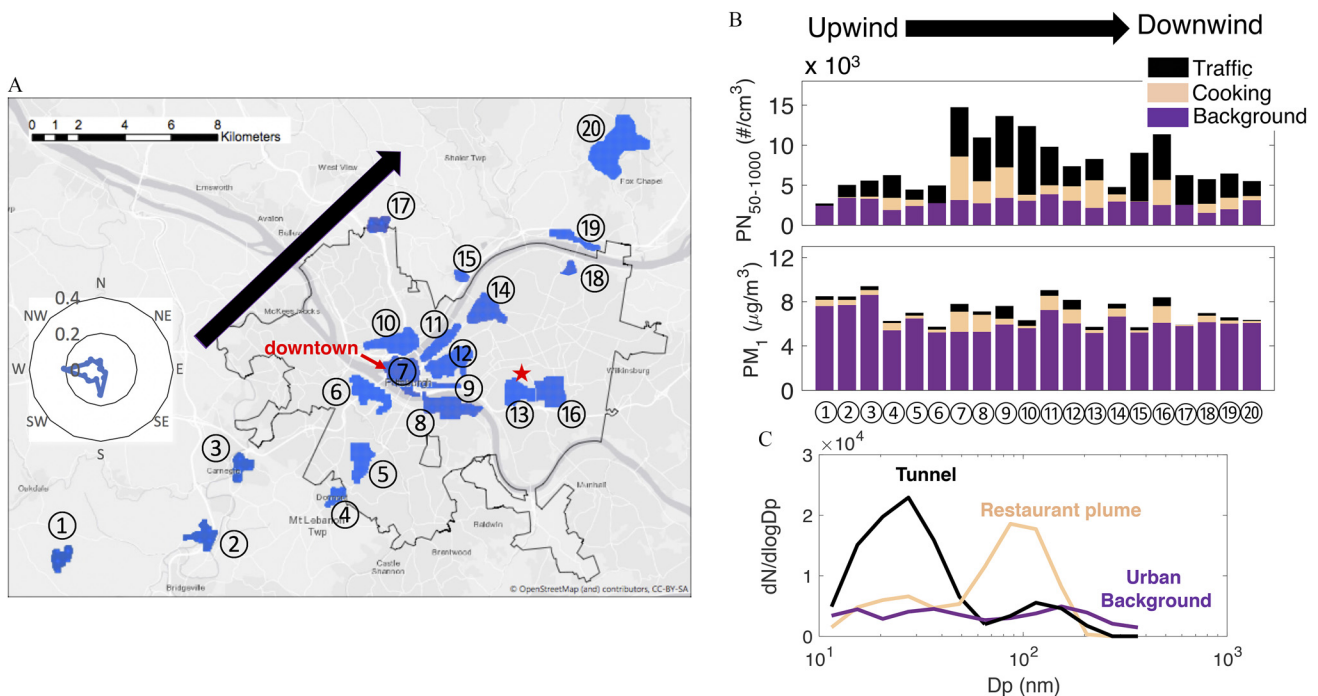 A
0 1 2 4 6 8
Kilometers
West View
Shaler Twp
Emsworth
Fox Chapel
Avalon
McKees Rocks
0.4
N
NW
NE
0.2
W
0
E
SW
SE
S
downtown
Wilkinsburg
Carnegie
Oakdale
Mt Lebanon
Twp
Munhall
Baldwin
Brentwood
Castle
Shannon
Bridgeville
© OpenStreetMap (and) contributors, CC-BY-SA
1
2
3
4
5
6
7
8
9
10
11
12
13
14
15
16
17
18
19
20
B
Upwind
Downwind
x 10³
Traffic
Cooking
Background
PN50-1000 (#/cm³)
15
10
5
0
PM1 (μg/m³)
12
8
4
0
1 2 3 4 5 6 7 8 9 10 11 12 13 14 15 16 17 18 19 20
C
×10⁴
3
2
1
0
dN/dlogDp
Tunnel
Restaurant plume
Urban
Background
10¹ 10² 10³
Dp (nm)